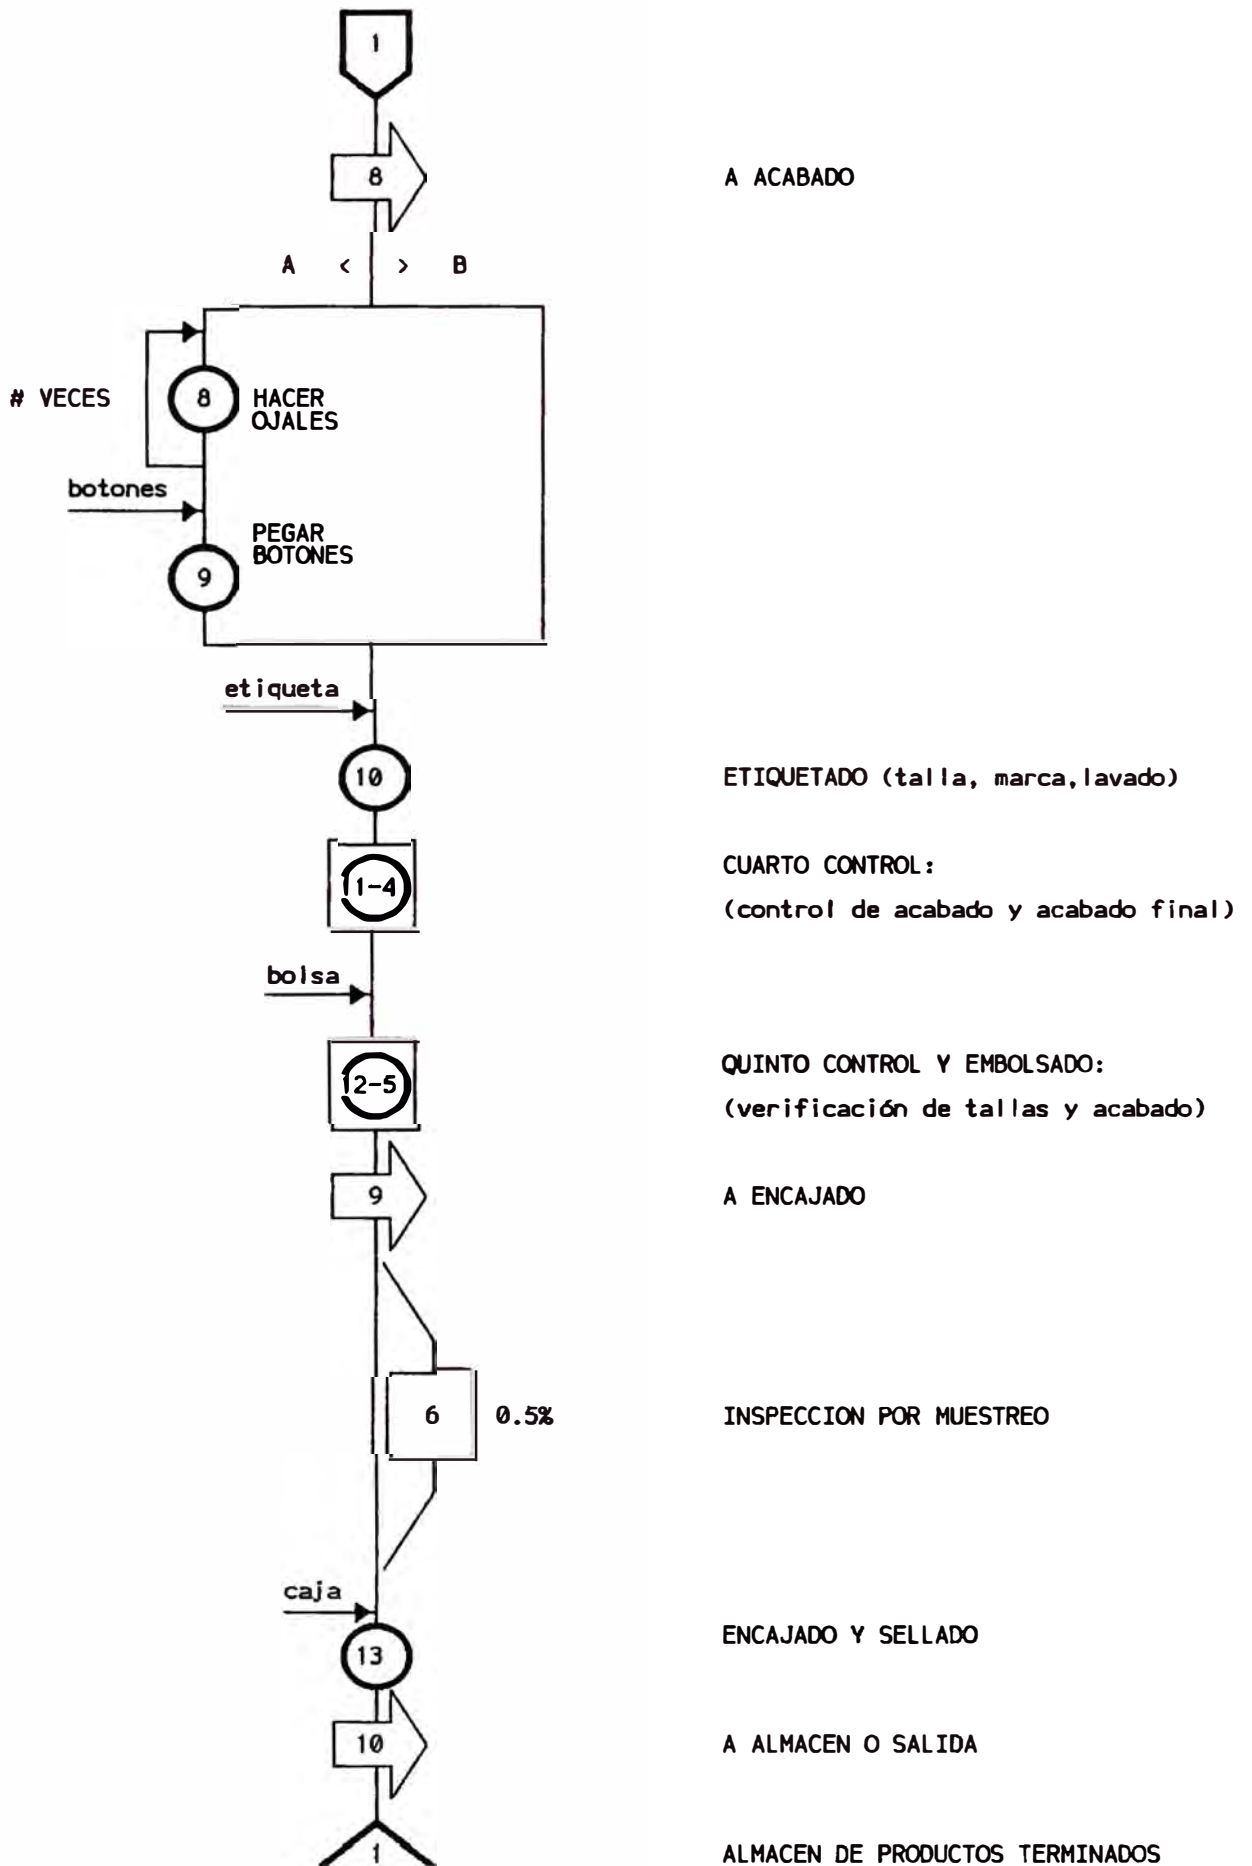 1
8 A ACABADO
A < > B
# VECES 8 HACER
OJALES
botones
PEGAR
BOTONES
9
etiqueta
10 ETIQUETADO (talla, marca,lavado)
CUARTO CONTROL:
11-4
(control de acabado y acabado final)
bolsa
QUINTO CONTROL Y EMBOLSADO:
12-5
(verificación de tallas y acabado)
9 A ENCAJADO
6 0.5% INSPECCION POR MUESTREO
caja
ENCAJADO Y SELLADO
13
10 A ALMACEN O SALIDA
1 ALMACEN DE PRODUCTOS TERMINADOS